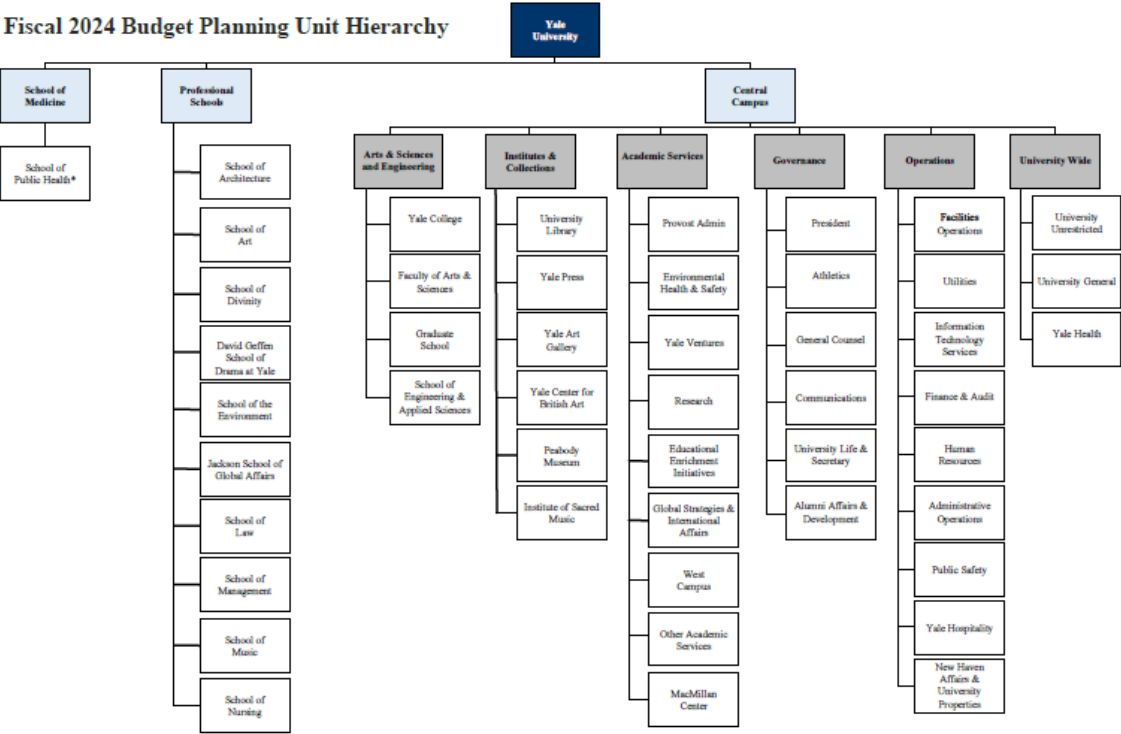 Fiscal 2024 Budget Planning Unit Hierarchy
Yale
University
School of
Medicine
Professional
Schools
Central
Campus
School of
Public Health*
School of
Architecture
School of
Art
School of
Divinity
David Geffen
School of
Drama at Yale
School of the
Environment
Jackson School of
Global Affairs
School of
Law
School of
Management
School of
Music
School of
Nursing
Arts & Sciences
and Engineering
Yale College
Faculty of Arts &
Sciences
Graduate
School
School of
Engineering &
Applied Sciences
Institutes &
Collections
University
Library
Yale Press
Yale Art
Gallery
Yale Center for
British Art
Peabody
Museum
Institute of Sacred
Music
Academic Services
Provost Admin
Environmental
Health & Safety
Yale Ventures
Research
Educational
Enrichment
Initiatives
Global Strategies &
International
Affairs
West
Campus
Other Academic
Services
MacMillan
Center
Governance
President
Athletics
General Counsel
Communications
University Life &
Secretary
Alumni Affairs &
Development
Operations
Facilities
Operations
Utilities
Information
Technology
Services
Finance & Audit
Human
Resources
Administrative
Operations
Public Safety
Yale Hospitality
New Haven
Affairs &
University
Properties
University Wide
University
Unrestricted
University General
Yale Health